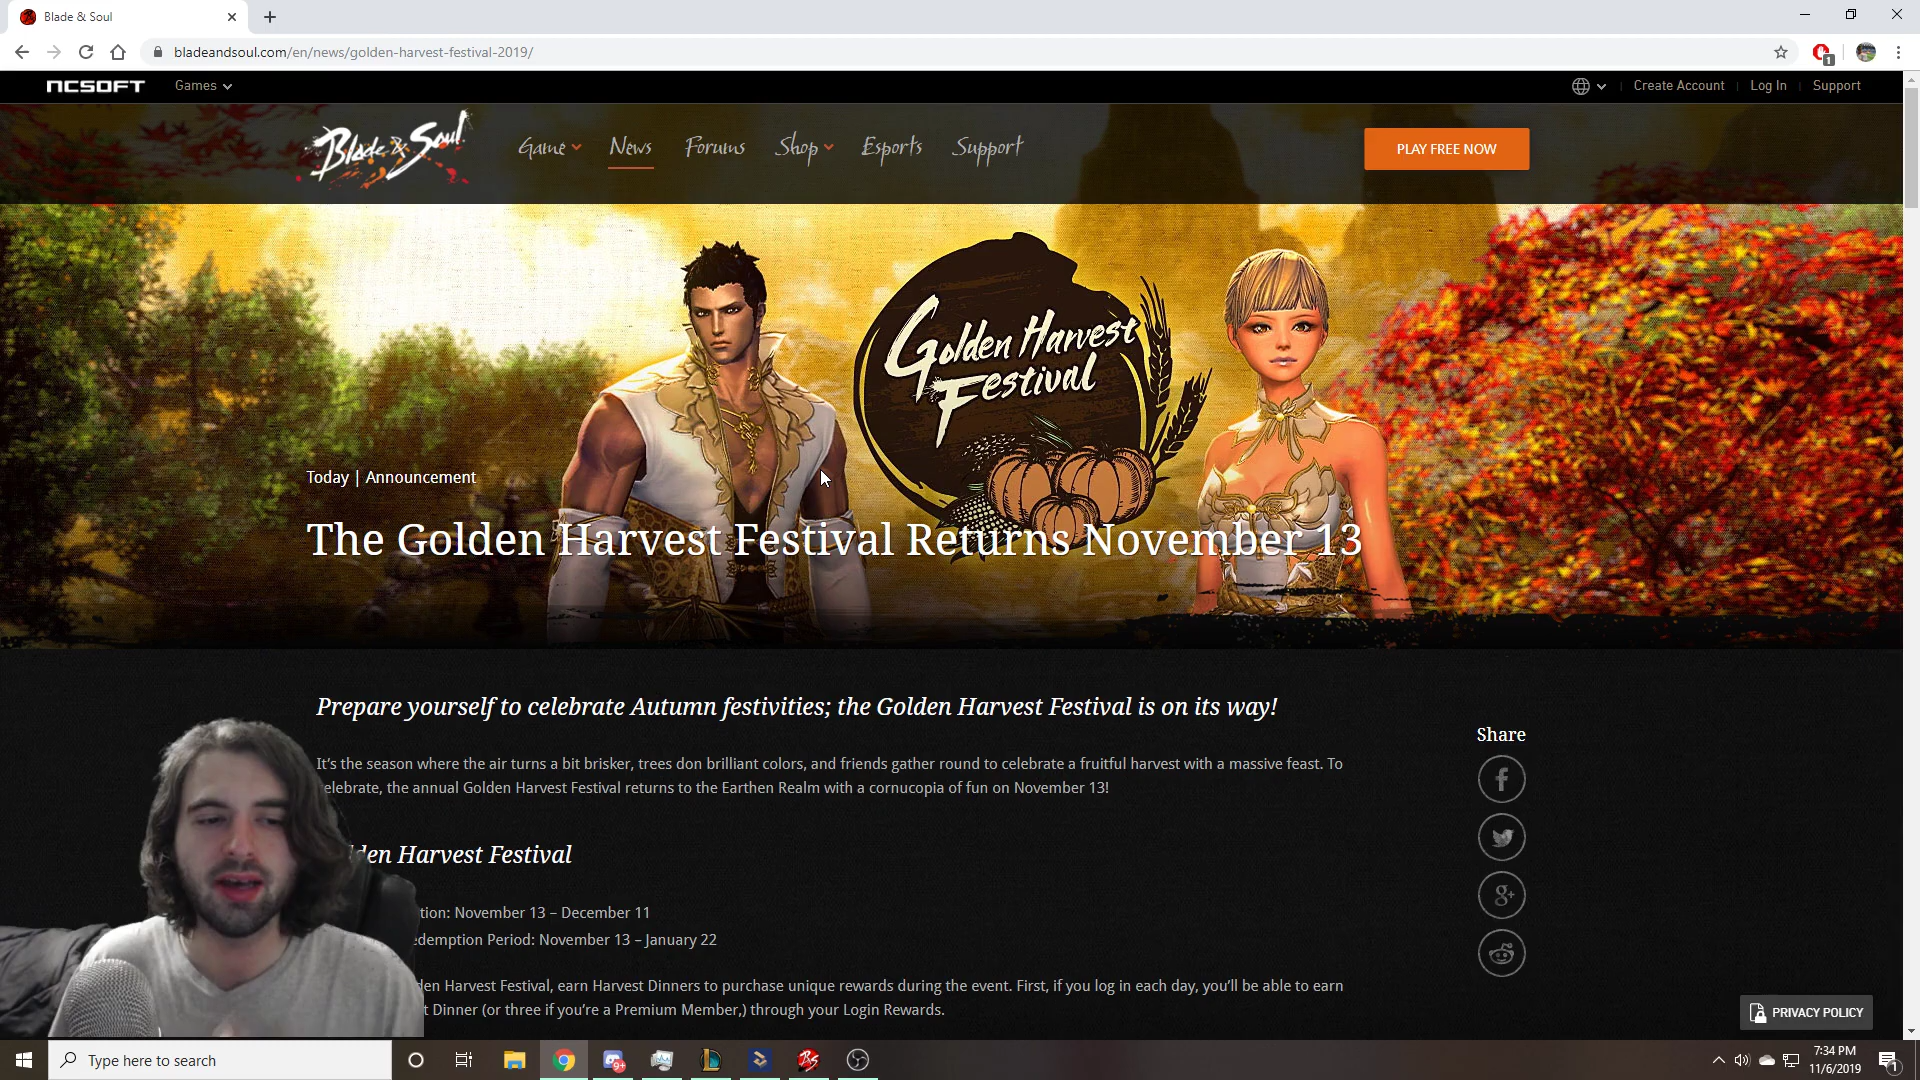 Blade & Soul
bladeandsoul.com/en/news/golden-harvest-festival-2019/
1
NCSOFT
Games
Create Account
Log In
Support
Blade & Soul
Game
News
Forums
Shop
Esports
Support
PLAY FREE NOW
Golden Harvest
Festival
Today | Announcement
The Golden Harvest Festival Returns November 13
Prepare yourself to celebrate Autumn festivities; the Golden Harvest Festival is on its way!
Share
It's the season where the air turns a bit brisker, trees don brilliant colors, and friends gather round to celebrate a fruitful harvest with a massive feast. To
elebrate, the annual Golden Harvest Festival returns to the Earthen Realm with a cornucopia of fun on November 13!
den Harvest Festival
tion: November 13 – December 11
edemption Period: November 13 – January 22
den Harvest Festival, earn Harvest Dinners to purchase unique rewards during the event. First, if you log in each day, you'll be able to earn
t Dinner (or three if you're a Premium Member,) through your Login Rewards.
PRIVACY POLICY
Type here to search
9+
7:34 PM
11/6/2019
1